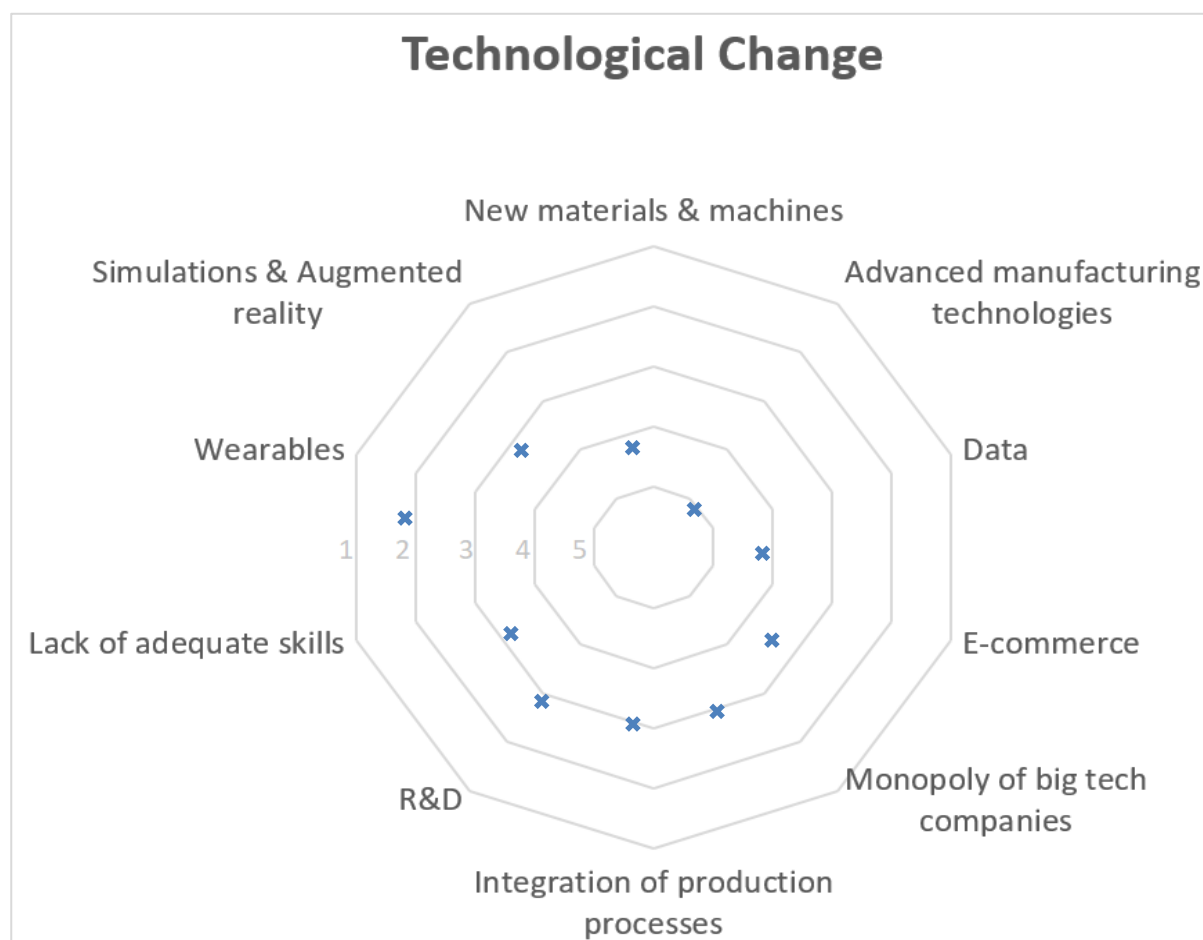 Technological Change
New materials & machines
Simulations & Augmented
reality
Advanced manufacturing
technologies
Wearables
Data
1 2 3 4 5
Lack of adequate skills
E-commerce
R&D
Monopoly of big tech
companies
Integration of production
processes